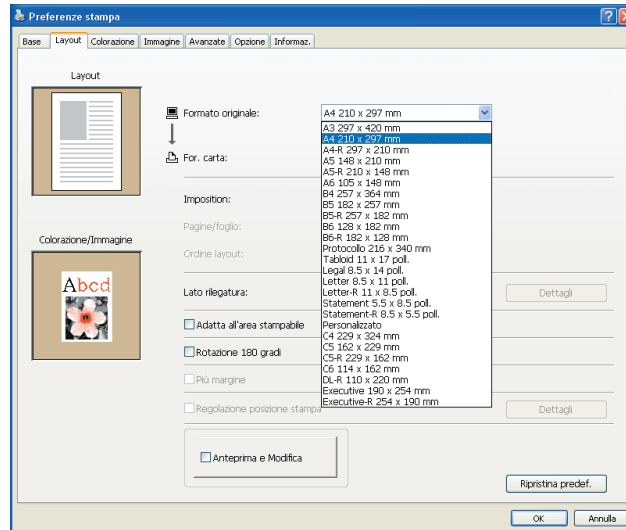 Preferenze stampa
Base Layout Colorazione Immagine Avanzate Opzione Informaz.
Layout
Formato originale: A4 210 x 297 mm
A3 297 x 420 mm
A4 210 x 297 mm
For. carta: A4-R 297 x 210 mm
A5 148 x 210 mm
A5-R 210 x 148 mm
A6 105 x 148 mm
B4 257 x 364 mm
Imposition: B5 182 x 257 mm
B5-R 257 x 182 mm
Pagine/foglio: B6 128 x 182 mm
B6-R 182 x 128 mm
Colorazione/Immagine
Ordine layout: Protocollo 216 x 340 mm
Tabloid 11 x 17 poll.
Legal 8.5 x 14 poll.
Abcd
Letter 8.5 x 11 poll.
Lato rilegatura: Letter-R 11 x 8.5 poll. Dettagli
Statement 5.5 x 8.5 poll.
Statement-R 8.5 x 5.5 poll.
Adatta all'area stampabile Personalizzato
C4 229 x 324 mm
Rotazione 180 gradi C5 162 x 229 mm
C5-R 229 x 162 mm
Più margine C6 114 x 162 mm
DL-R 110 x 220 mm
Executive 190 x 254 mm
Regolazione posizione stampa Executive-R 254 x 190 mm Dettagli
Anteprima e Modifica
Ripristina predef.
OK Annulla